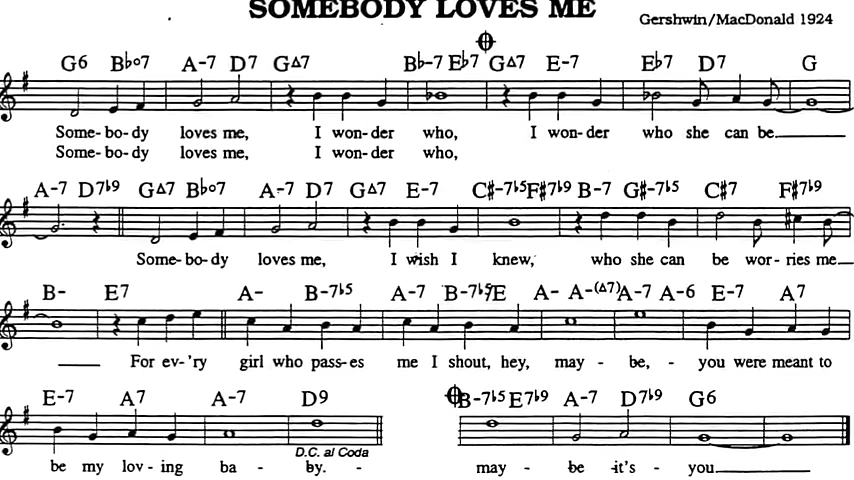 SOMEBODY LOVES ME
Gershwin/MacDonald 1924
G6 B♭o7 A-7 D7 G△7 B♭-7 E♭7 G△7 E-7 E♭7 D7 G
Some- bo- dy loves me, I won- der who, I won- der who she can be.
Some- bo- dy loves me, I won- der who,
A-7 D7♭9 G△7 B♭o7 A-7 D7 G△7 E-7 C#-7♭5 F#7♭9 B-7 G#-7♭5 C#7 F#7♭9
Some- bo- dy loves me, I wish I knew, who she can be wor- ries me
B- E7 A- B-7♭5 A-7 B-7♭5/E A- A-(△7) A-7 A-6 E-7 A7
For ev-'ry girl who pass-es me I shout, hey, may - be, - you were meant to
E-7 A7 A-7 D9 B-7♭5 E7♭9 A-7 D7♭9 G6
D.C. al Coda
be my lov - ing ba - by. - may - be -it's - you